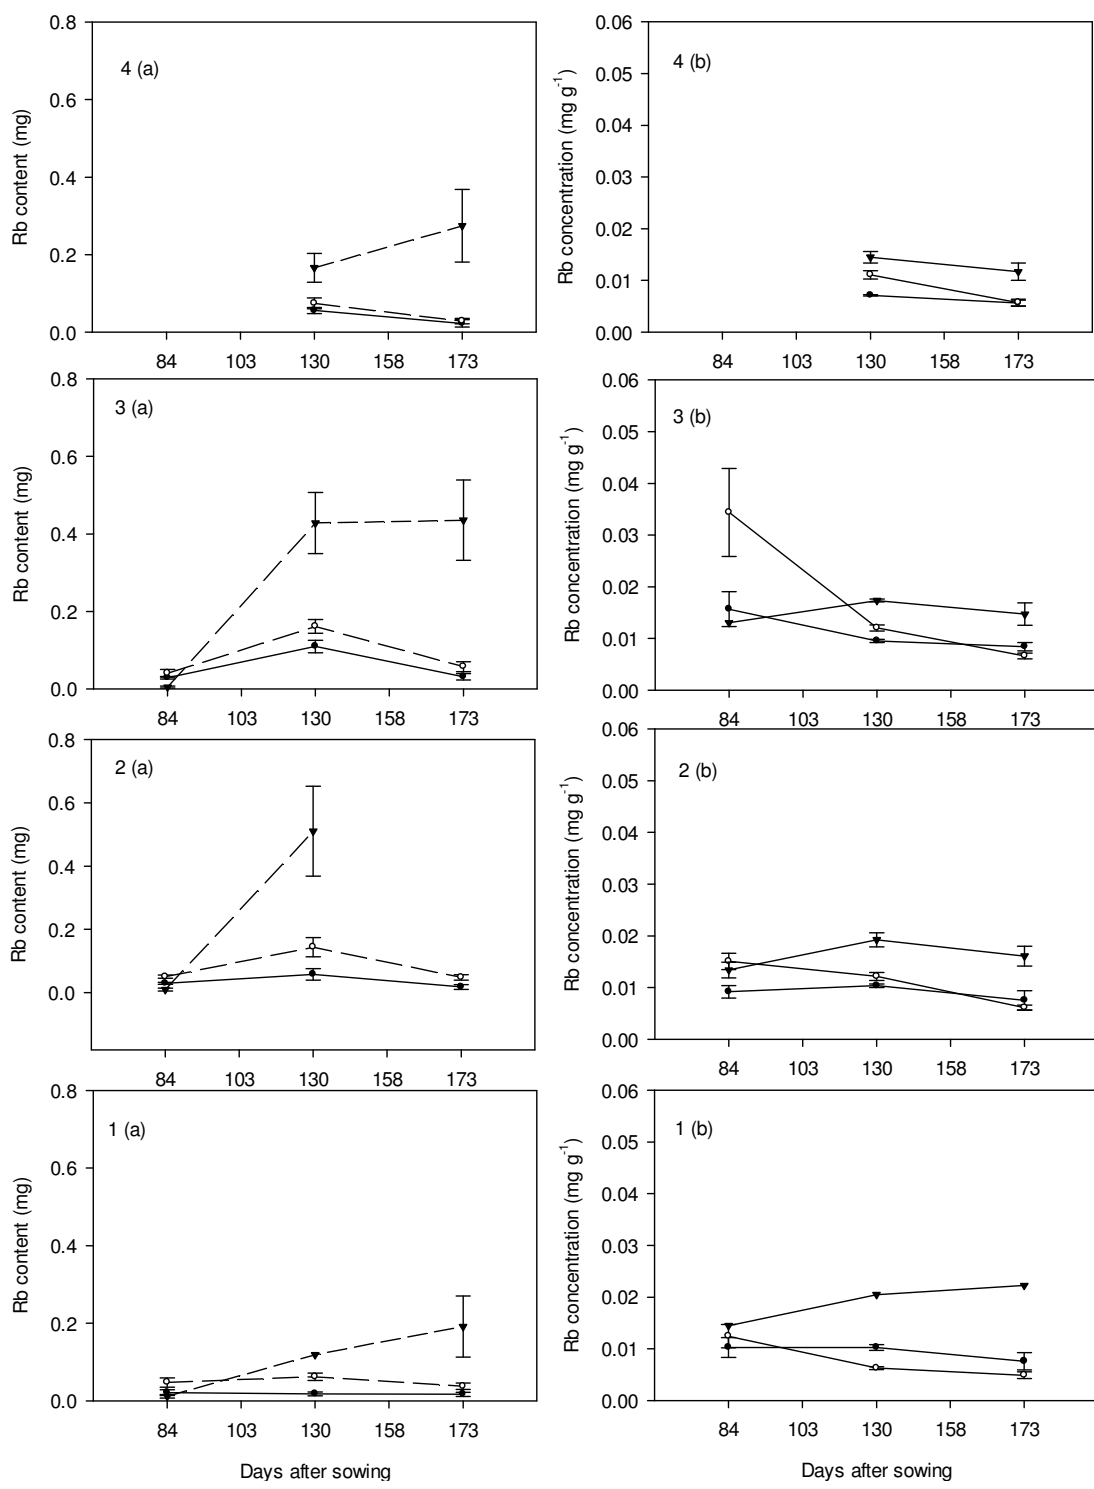 4 (a)
Rb content (mg)
0.8
0.6
0.4
0.2
0.0
84 103 130 158 173
4 (b)
Rb concentration (mg g-1)
0.06
0.05
0.04
0.03
0.02
0.01
0.00
84 103 130 158 173
3 (a)
Rb content (mg)
0.8
0.6
0.4
0.2
0.0
84 103 130 158 173
3 (b)
Rb concentration (mg g-1)
0.06
0.05
0.04
0.03
0.02
0.01
0.00
84 103 130 158 173
2 (a)
Rb content (mg)
0.8
0.6
0.4
0.2
0.0
84 103 130 158 173
2 (b)
Rb concentration (mg g-1)
0.06
0.05
0.04
0.03
0.02
0.01
0.00
84 103 130 158 173
1 (a)
Rb content (mg)
0.8
0.6
0.4
0.2
0.0
84 103 130 158 173
Days after sowing
1 (b)
Rb concentration (mg g-1)
0.06
0.05
0.04
0.03
0.02
0.01
0.00
84 103 130 158 173
Days after sowing